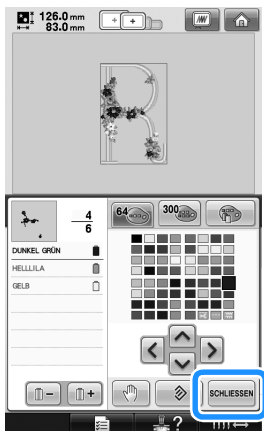 126.0 mm
83.0 mm
64
300
4
6
DUNKEL GRÜN
HELLLILA
GELB
SCHLIESSEN
?